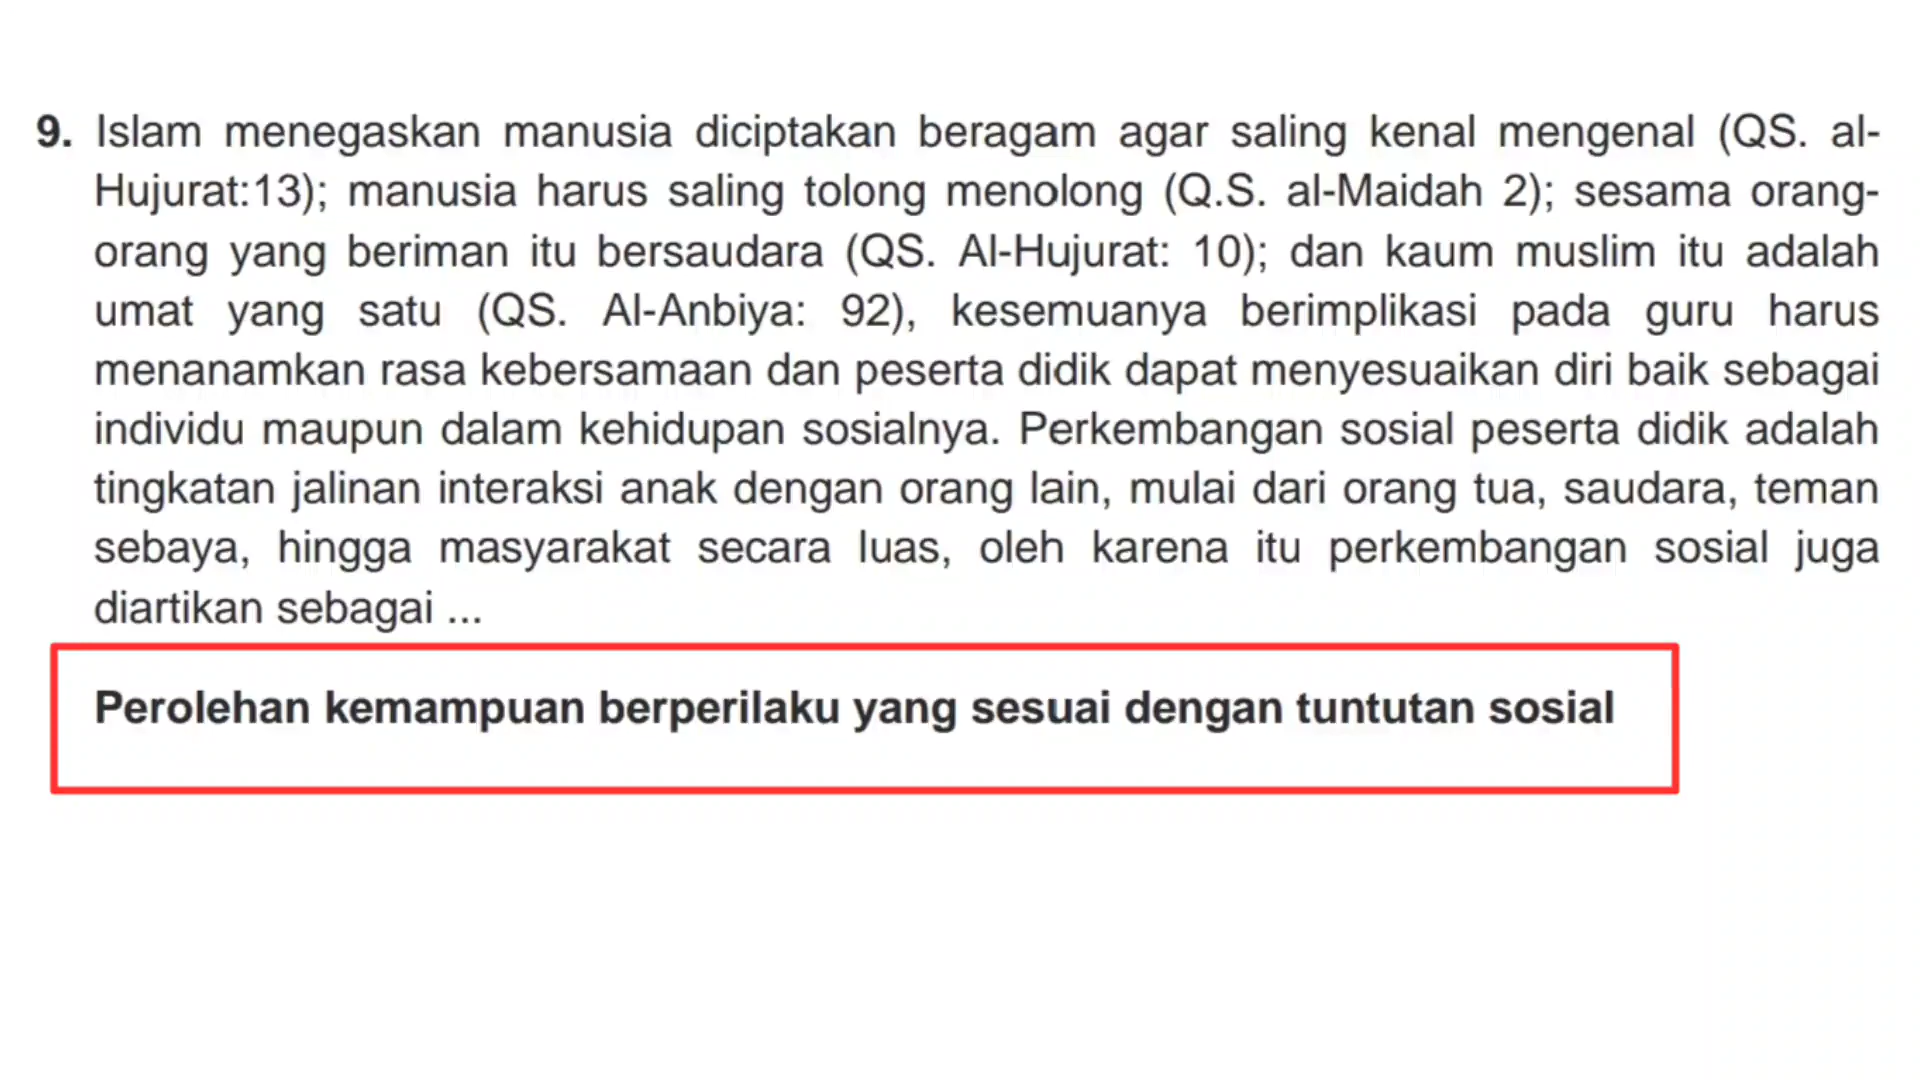 9. Islam menegaskan manusia diciptakan beragam agar saling kenal mengenal (QS. al-
Hujurat:13); manusia harus saling tolong menolong (Q.S. al-Maidah 2); sesama orang-
orang yang beriman itu bersaudara (QS. Al-Hujurat: 10); dan kaum muslim itu adalah
umat yang satu (QS. Al-Anbiya: 92), kesemuanya berimplikasi pada guru harus
menanamkan rasa kebersamaan dan peserta didik dapat menyesuaikan diri baik sebagai
individu maupun dalam kehidupan sosialnya. Perkembangan sosial peserta didik adalah
tingkatan jalinan interaksi anak dengan orang lain, mulai dari orang tua, saudara, teman
sebaya, hingga masyarakat secara luas, oleh karena itu perkembangan sosial juga
diartikan sebagai ...
Perolehan kemampuan berperilaku yang sesuai dengan tuntutan sosial